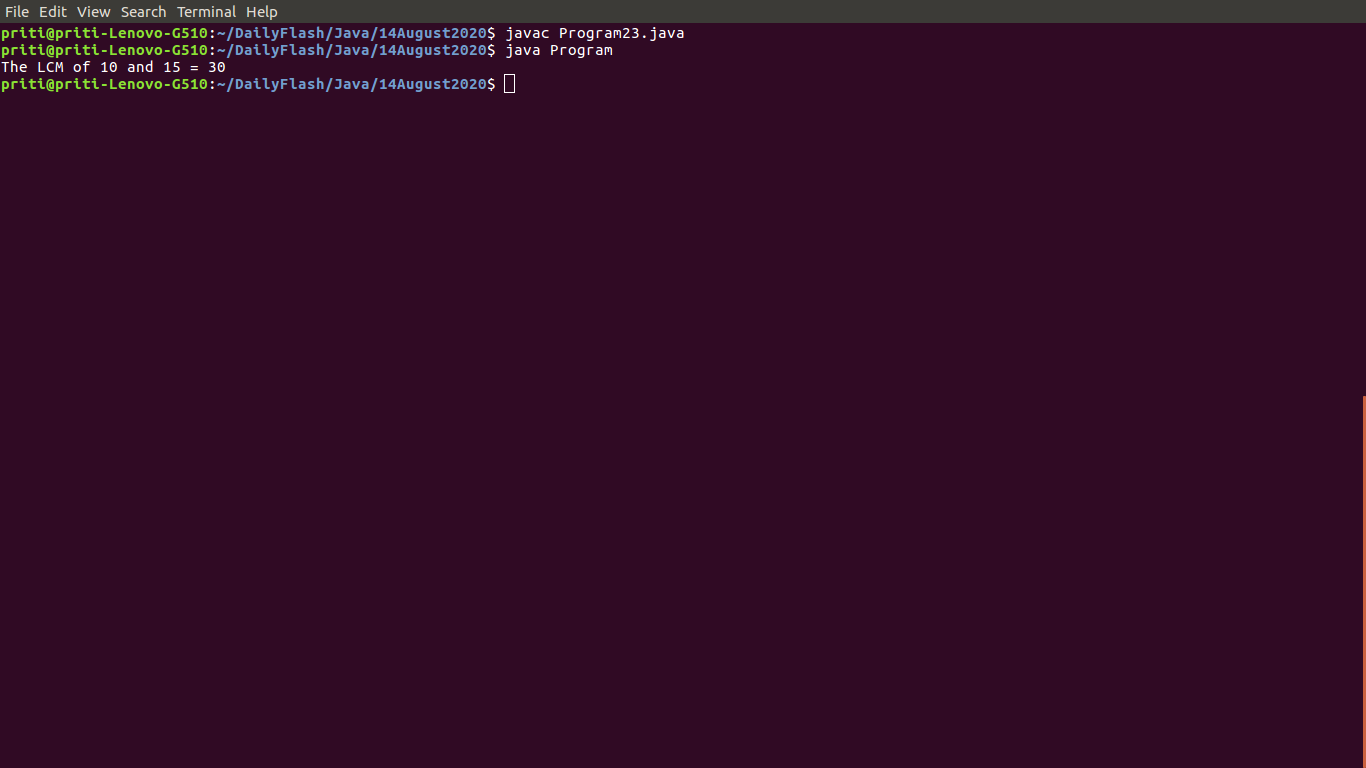 File Edit View Search Terminal Help
priti@priti-Lenovo-G510:~/DailyFlash/Java/14August2020$ javac Program23.java
priti@priti-Lenovo-G510:~/DailyFlash/Java/14August2020$ java Program
The LCM of 10 and 15 = 30
priti@priti-Lenovo-G510:~/DailyFlash/Java/14August2020$